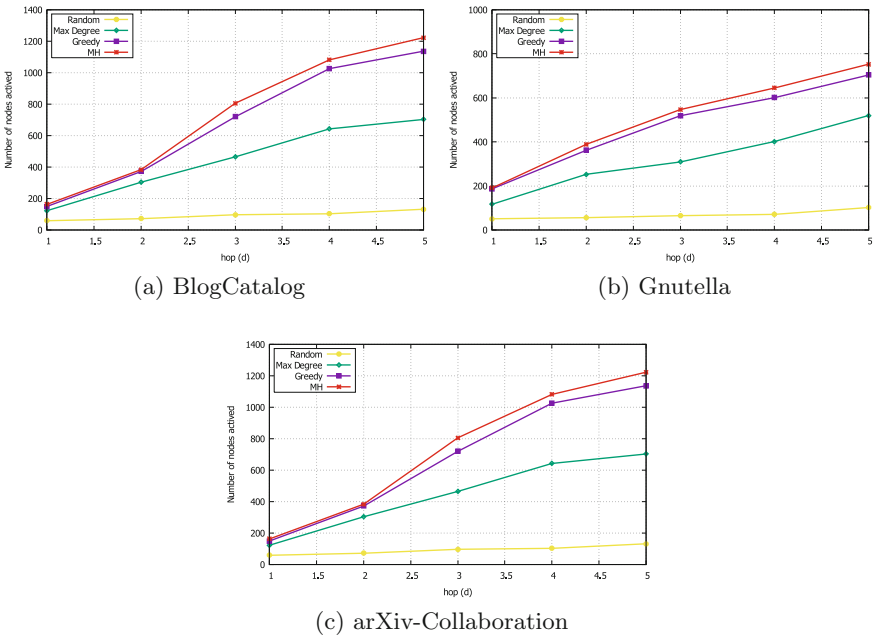 Random
Max Degree
Greedy
MH
Number of nodes actived
1400
1200
1000
800
600
400
200
0
1 1.5 2 2.5 3 3.5 4 4.5 5
hop (d)
(a) BlogCatalog
Random
Max Degree
Greedy
MH
Number of nodes actived
1000
800
600
400
200
0
1 1.5 2 2.5 3 3.5 4 4.5 5
hop (d)
(b) Gnutella
Random
Max Degree
Greedy
MH
Number of nodes actived
1400
1200
1000
800
600
400
200
0
1 1.5 2 2.5 3 3.5 4 4.5 5
hop (d)
(c) arXiv-Collaboration